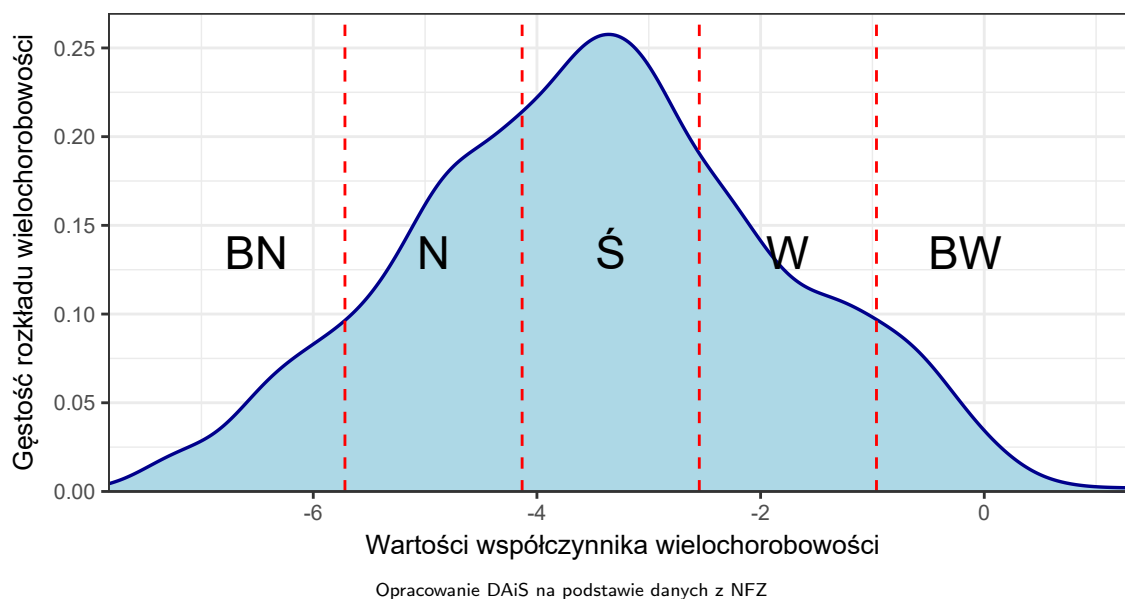 Gęstość rozkładu wielochorobowości
0.25
0.20
0.15
0.10
0.05
0.00
BN N Ś W BW
-6 -4 -2 0
Wartości współczynnika wielochorobowości
Opracowanie DAiS na podstawie danych z NFZ